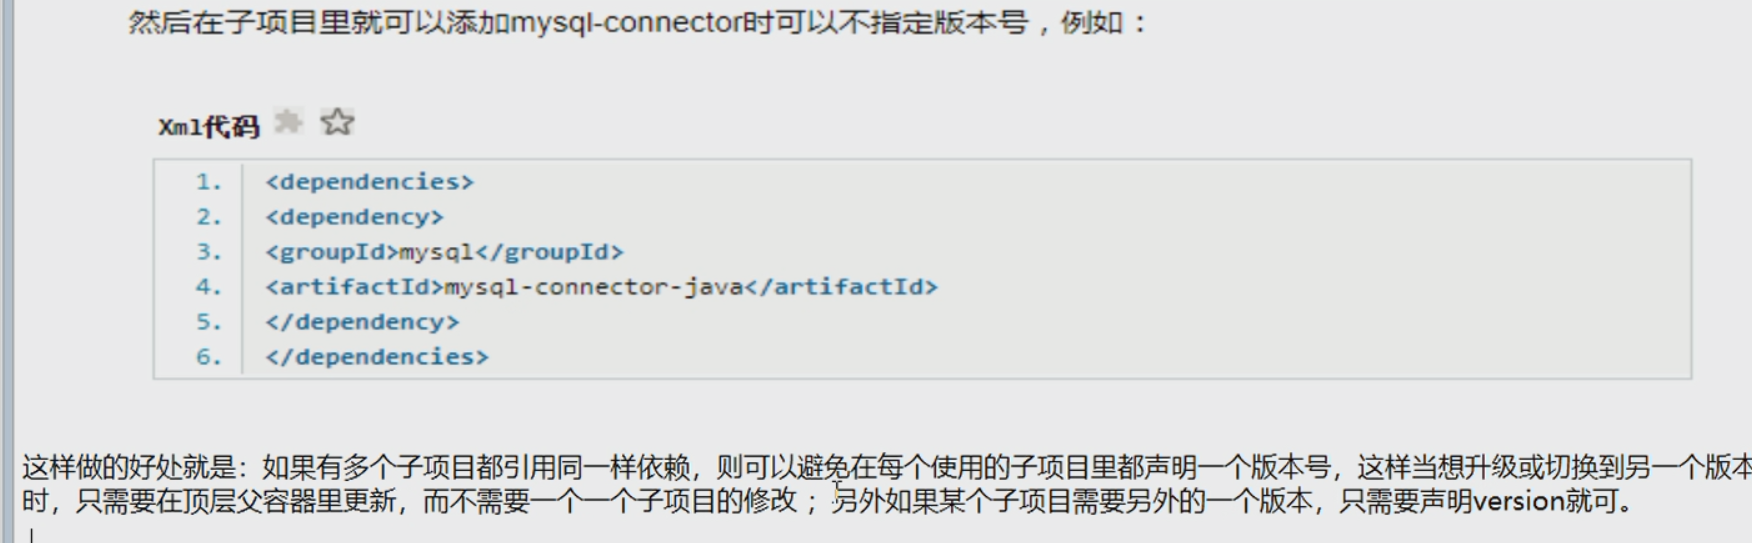 然后在子项目里就可以添加mysql-connector时可以不指定版本号，例如：
Xml代码
1. <dependencies>
2. <dependency>
3. <groupId>mysql</groupId>
4. <artifactId>mysql-connector-java</artifactId>
5. </dependency>
6. </dependencies>
这样做的好处就是：如果有多个子项目都引用同一样依赖，则可以避免在每个使用的子项目里都声明一个版本号，这样当想升级或切换到另一个版本
时，只需要在顶层父容器里更新，而不需要一个一个子项目的修改；另外如果某个子项目需要另外的一个版本，只需要声明version就可。